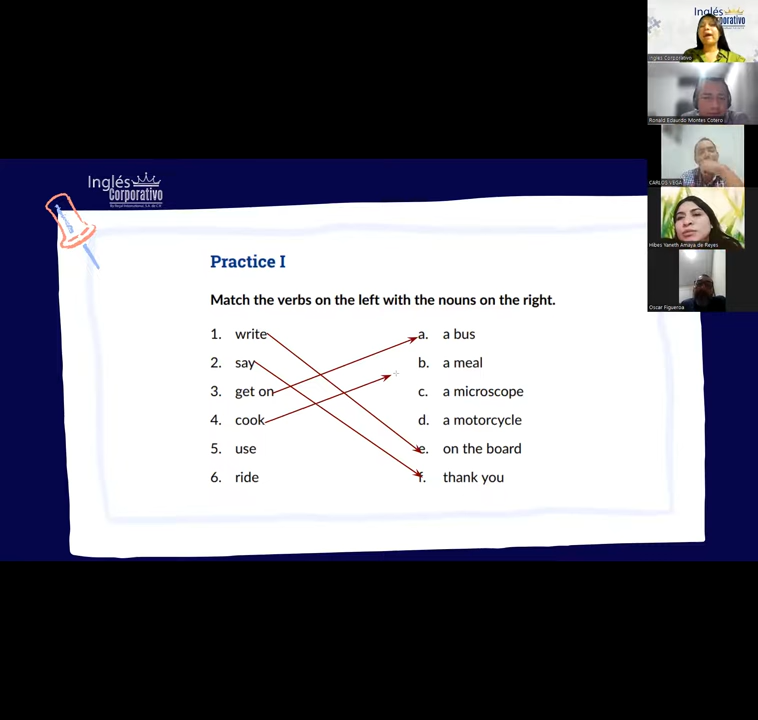 Inglés
Corporativo
Practice I
Match the verbs on the left with the nouns on the right.
1. write
2. say
3. get on
4. cook
5. use
6. ride
a. a bus
b. a meal
c. a microscope
d. a motorcycle
e. on the board
f. thank you
Inglés
porativo
Ingles Corporativo
Ronald Eduardo Montes Cotero
CARLOS VEGA
Hibes Yaneth Amaya de Reyes
Oscar Figueroa